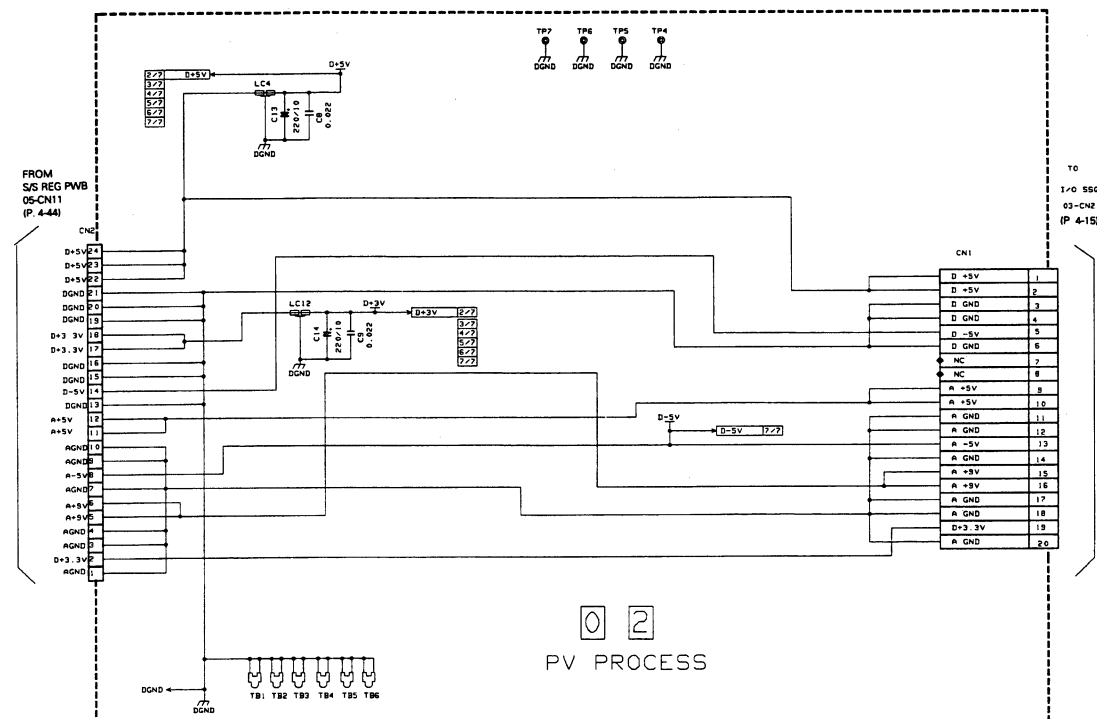 TP7 TP6 TP5 TP4
DGND DGND DGND DGND
D+5V
2/7 D+5V
3/7
4/7
5/7
6/7
7/7
LC4
C13
220/10
+
C8
0.022
DGND
FROM
S/S REG PWB
05-CN11
(P. 4-44)
CN2
D+5V 24
D+5V 23
D+5V 22
DGND 21
DGND 20
DGND 19
D+3 3V 18
D+3.3V 17
DGND 16
DGND 15
D-5V 14
DGND 13
A+5V 12
A+5V 11
AGND 10
AGND 9
A-5V 8
AGND 7
A+9V 6
A+9V 5
AGND 4
AGND 3
D+3.3V 2
AGND 1
LC12
C14
220/10
+
C9
0.022
D+3V
D+3V 2/7
3/7
4/7
5/7
6/7
7/7
DGND
D-5V
D-5V 7/7
TO
I/O SSG
03-CN2
(P 4-15)
CN1
D +5V 1
D +5V 2
D GND 3
D GND 4
D -5V 5
D GND 6
NC 7
NC 8
A +5V 9
A +5V 10
A GND 11
A GND 12
A -5V 13
A GND 14
A +9V 15
A +9V 16
A GND 17
A GND 18
D+3.3V 19
A GND 20
0 2
PV PROCESS
DGND
DGND
TB1 TB2 TB3 TB4 TB5 TB6